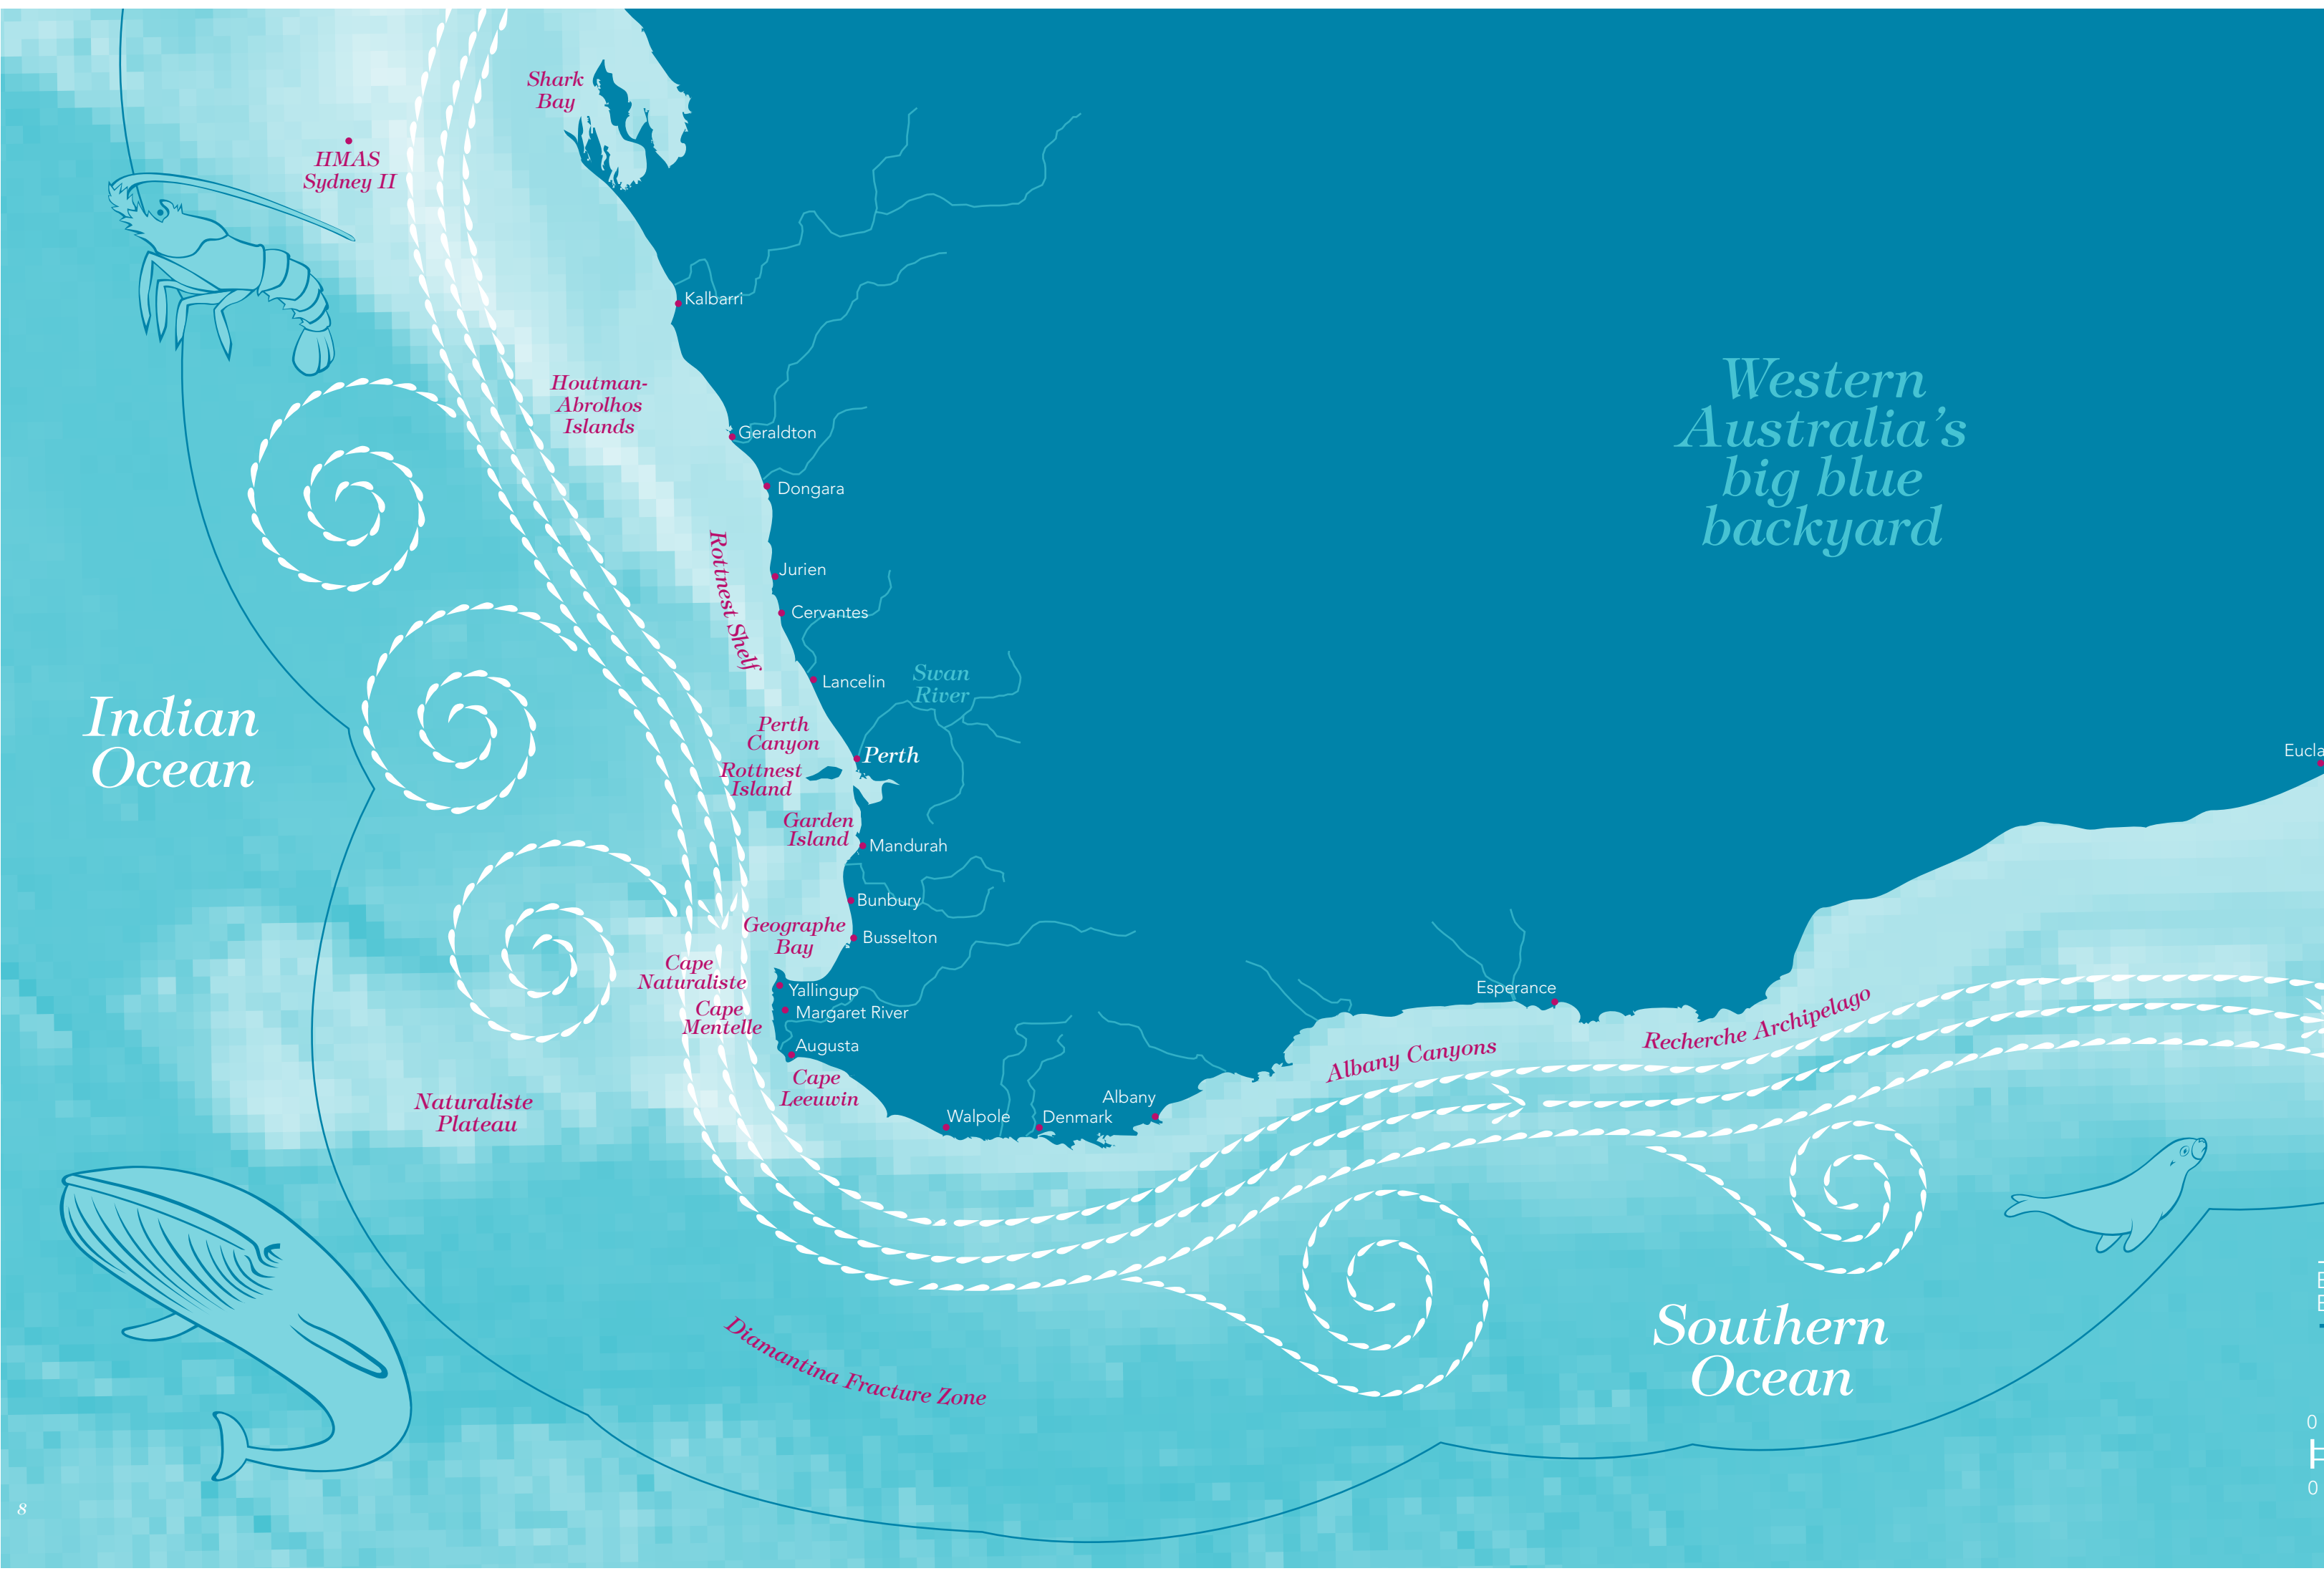 Shark
Bay
HMAS
Sydney II
Kalbarri
Houtman-
Abrolhos
Islands
Western
Australia’s
big blue
backyard
Geraldton
Dongara
Rottnest Shelf
Jurien
Cervantes
Lancelin
Swan
River
Indian
Ocean
Perth
Canyon
Perth
Rottnest
Island
Eucla
Garden
Island
Mandurah
Bunbury
Geographe
Bay
Busselton
Cape
Naturaliste
Yallingup
Cape
Mentelle
Margaret River
Esperance
Recherche Archipelago
Augusta
Albany Canyons
Cape
Leeuwin
Naturaliste
Plateau
Walpole
Denmark
Albany
Southern
Ocean
Diamantina Fracture Zone
0
0
8